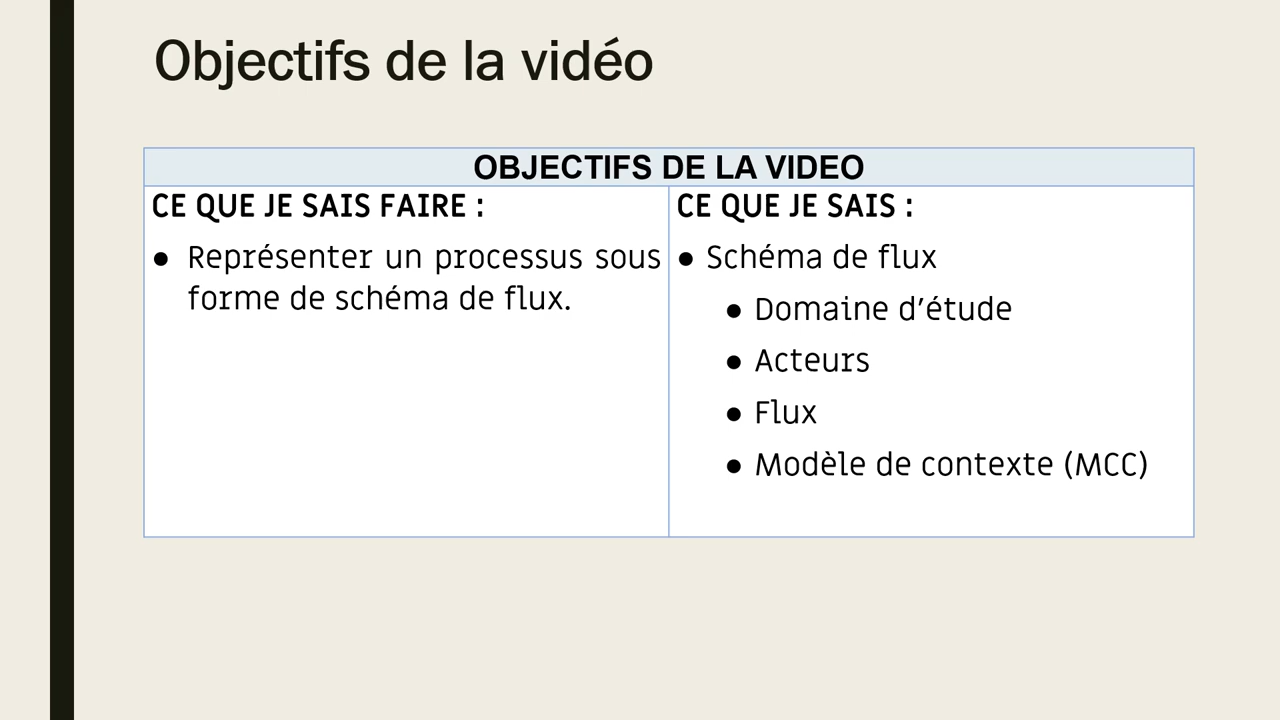 Objectifs de la vidéo
OBJECTIFS DE LA VIDEO
CE QUE JE SAIS FAIRE :
● Représenter un processus sous
forme de schéma de flux.
CE QUE JE SAIS :
● Schéma de flux
● Domaine d'étude
● Acteurs
● Flux
● Modèle de contexte (MCC)